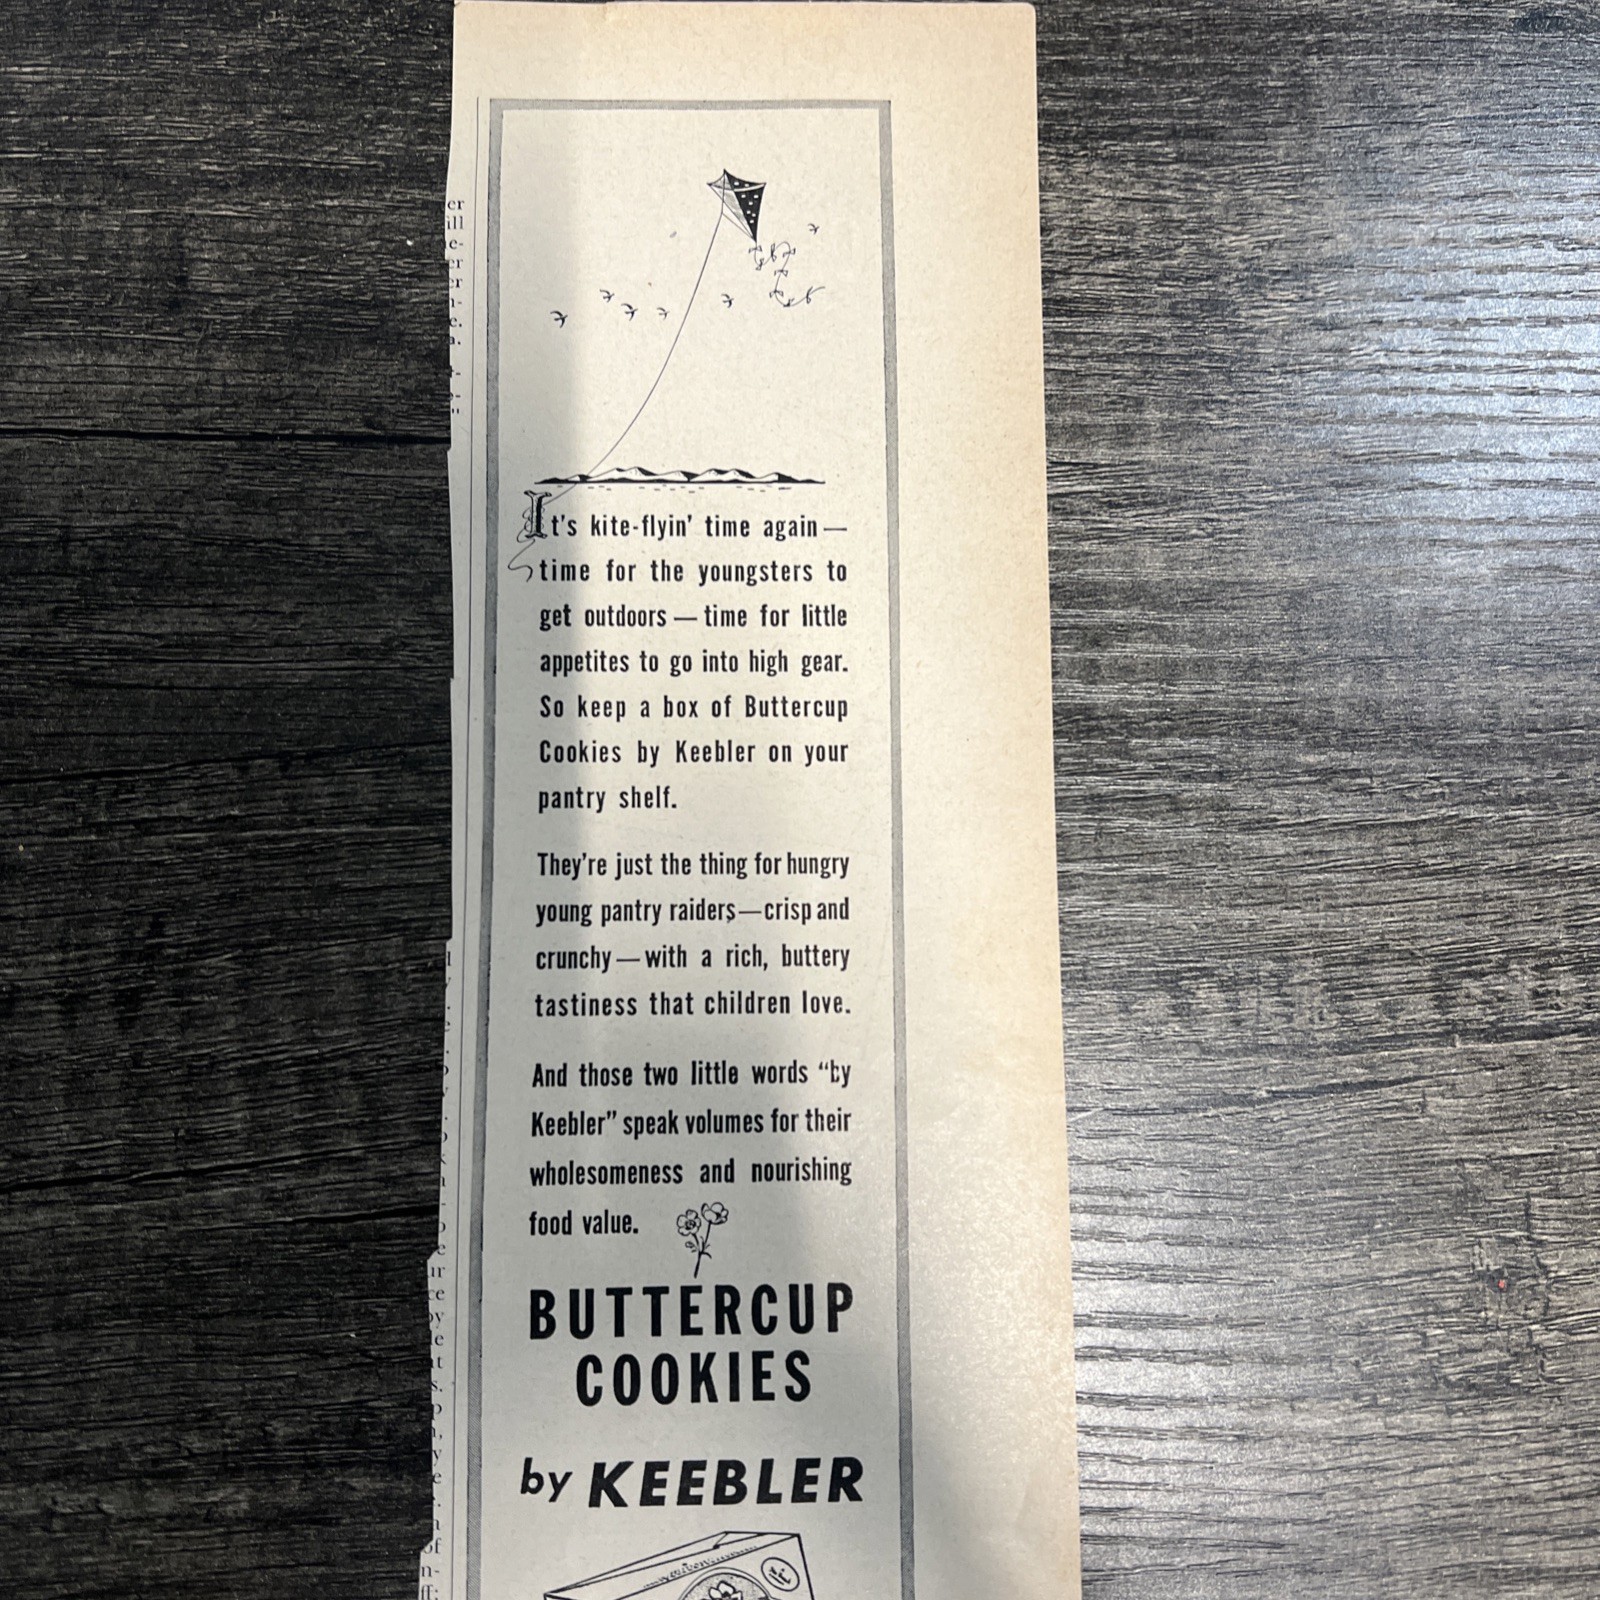 It's kite-flyin' time again—
time for the youngsters to
get outdoors — time for little
appetites to go into high gear.
So keep a box of Buttercup
Cookies by Keebler on your
pantry shelf.
They're just the thing for hungry
young pantry raiders—crisp and
crunchy—with a rich, buttery
tastiness that children love.
And those two little words “by
Keebler” speak volumes for their
wholesomeness and nourishing
food value.
BUTTERCUP
COOKIES
by KEEBLER